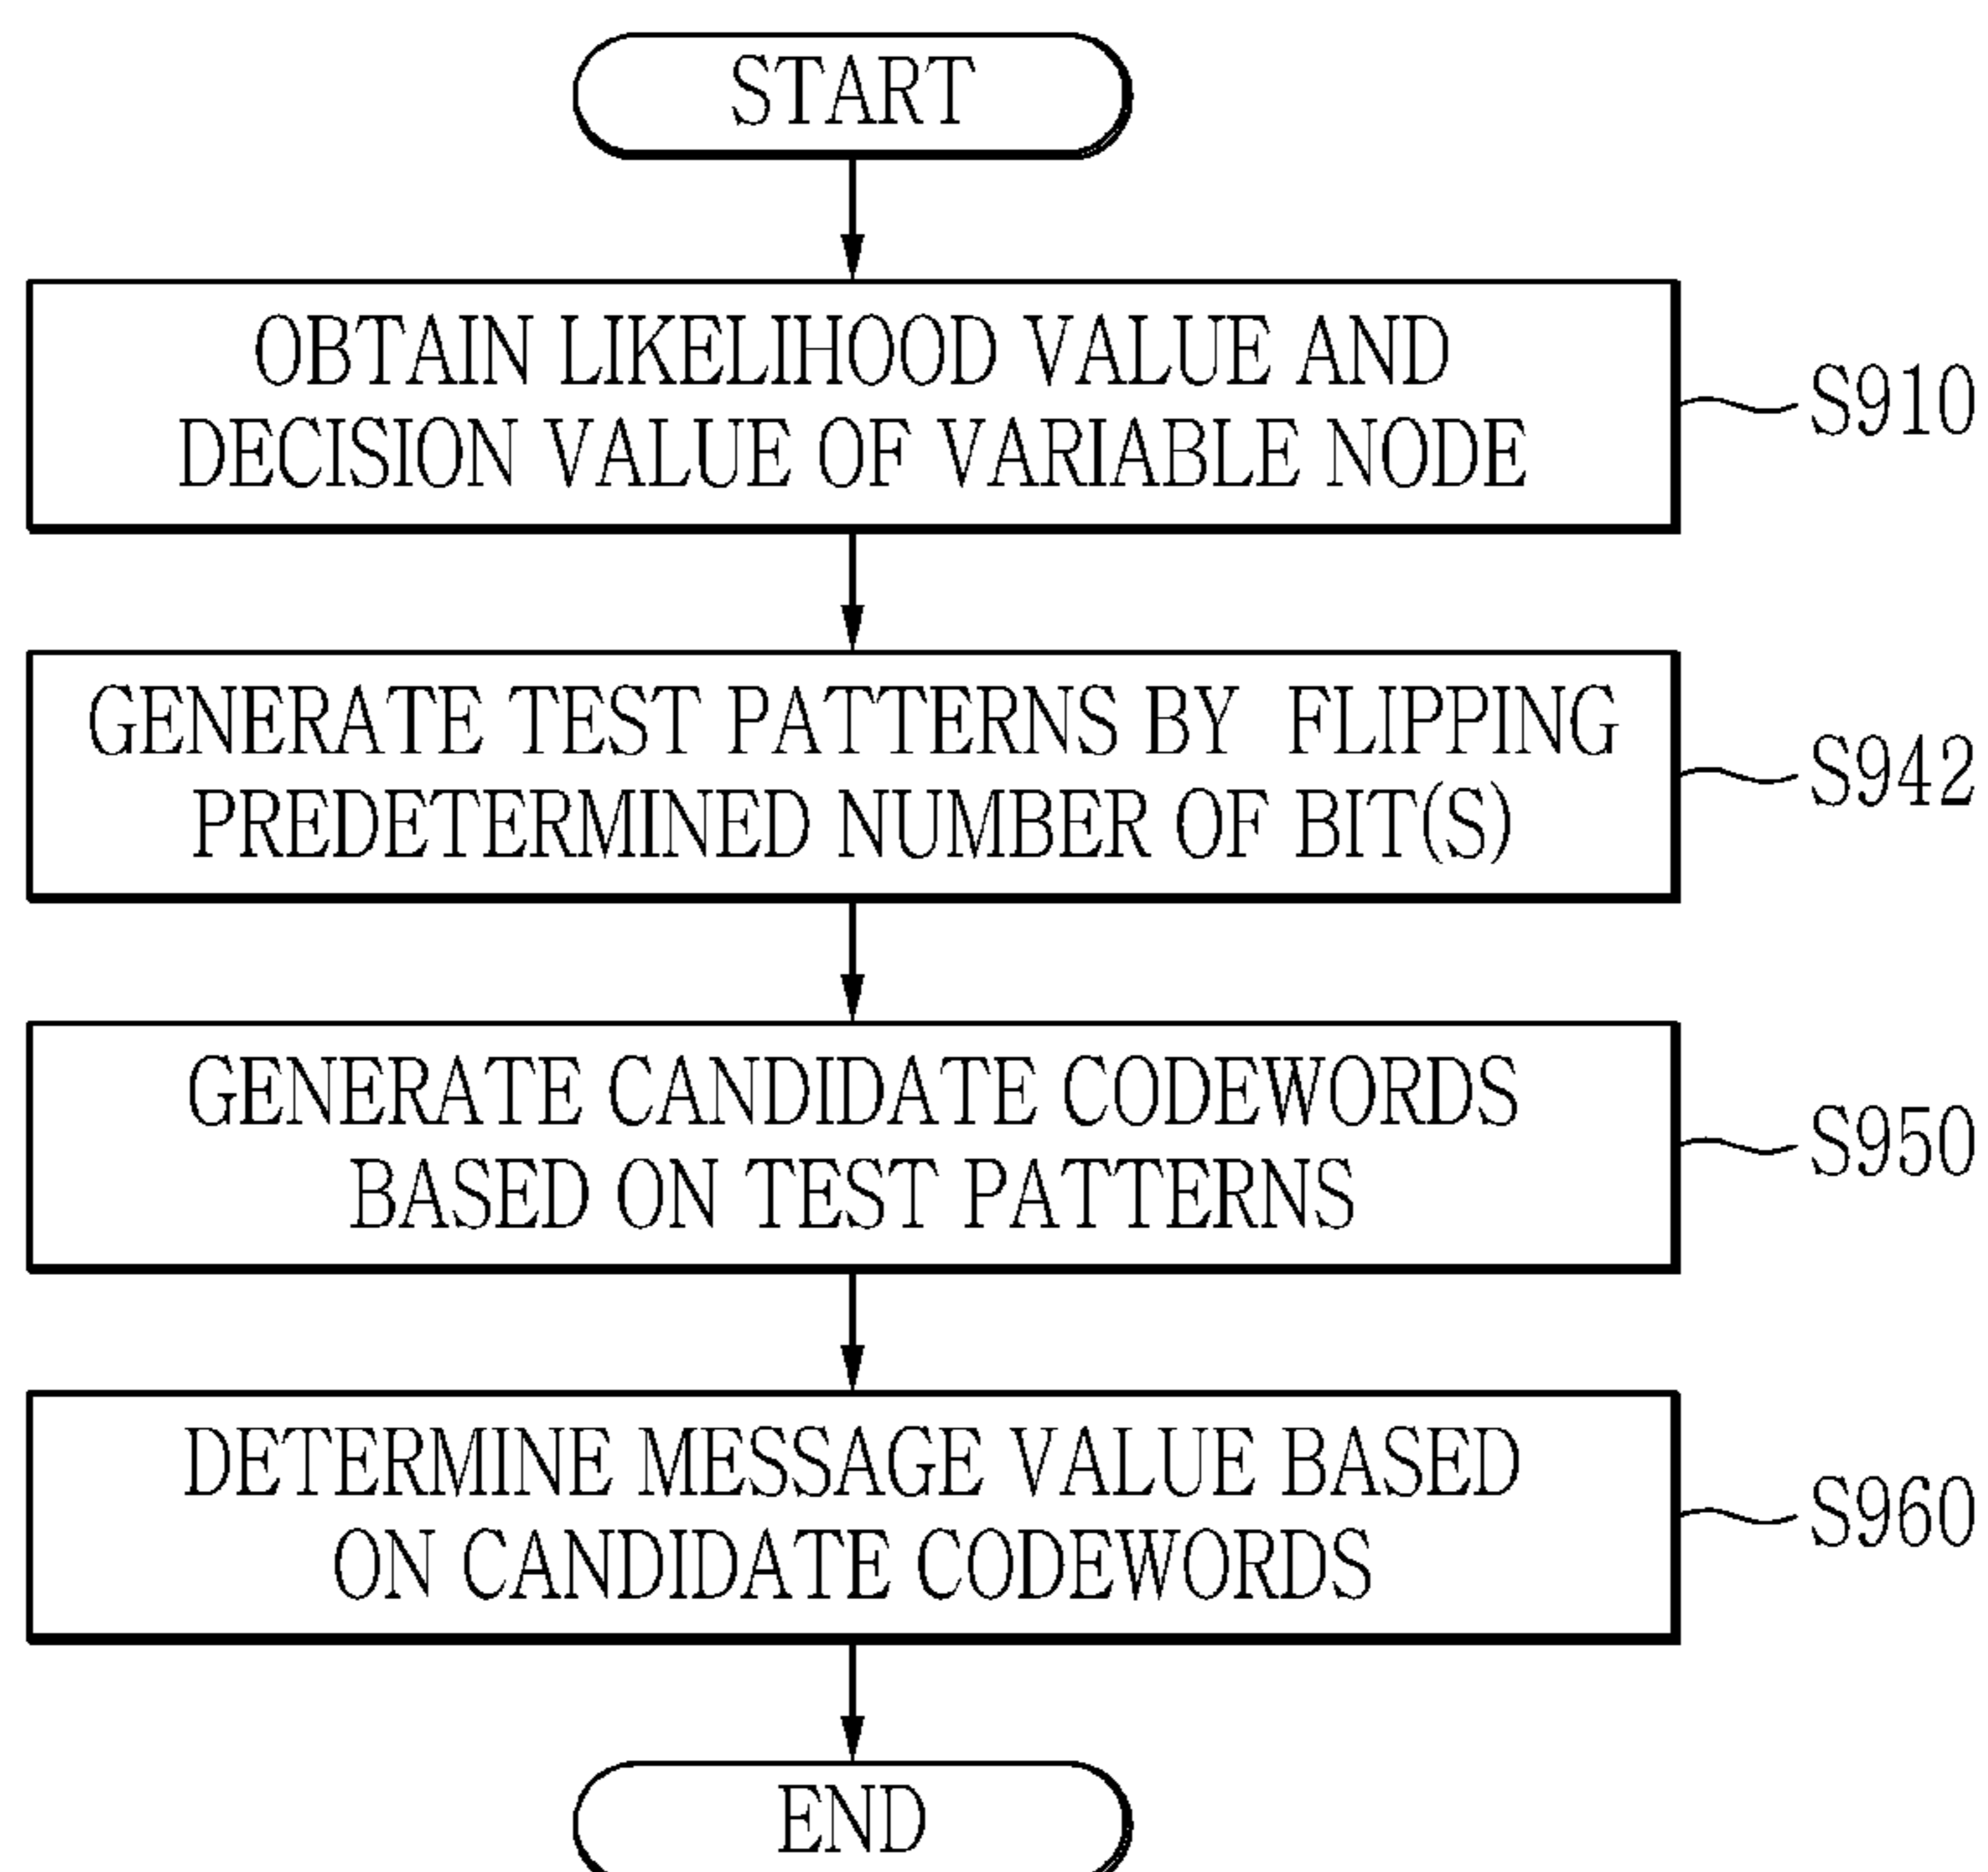 START
OBTAIN LIKELIHOOD VALUE AND
DECISION VALUE OF VARIABLE NODE
S910
GENERATE TEST PATTERNS BY FLIPPING
PREDETERMINED NUMBER OF BIT(S)
S942
GENERATE CANDIDATE CODEWORDS
BASED ON TEST PATTERNS
S950
DETERMINE MESSAGE VALUE BASED
ON CANDIDATE CODEWORDS
S960
END